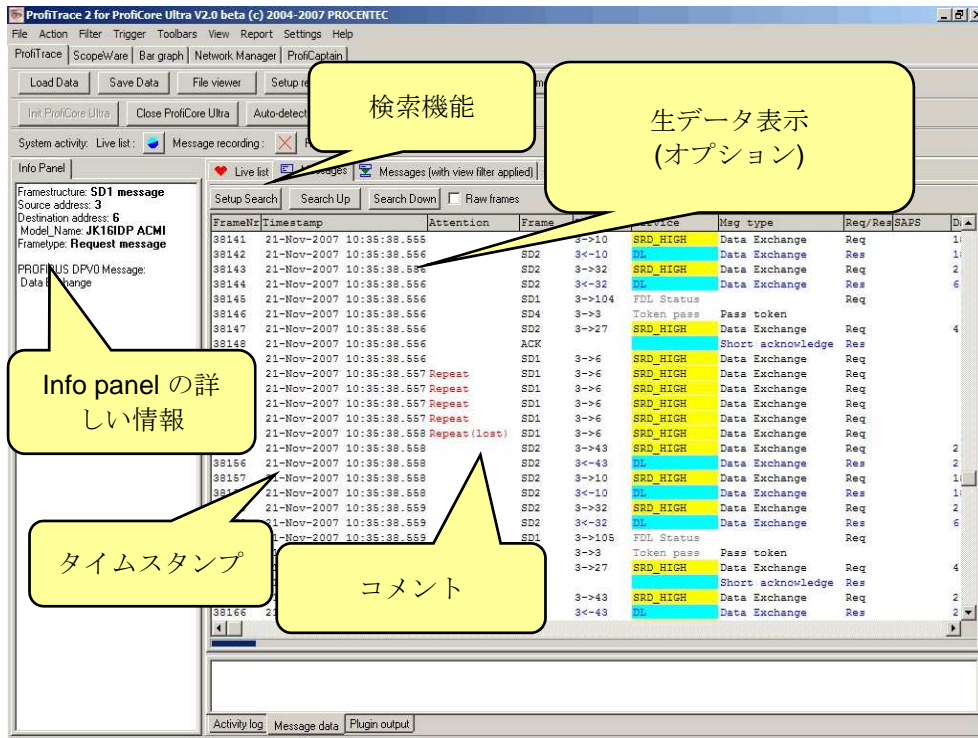 ProfiTrace 2 for ProfiCore Ultra V2.0 beta (c) 2004-2007 PROCENTEC
File Action Filter Trigger Toolbars View Report Settings Help
ProfiTrace ScopeWare Bar graph Network Manager ProfiCaptain
Load Data Save Data File viewer Setup
Init ProfiCore Ultra Close ProfiCore Ultra Auto-detect
System activity: Live list: Message recording:
検索機能
生データ表示
(オプション)
Info Panel
Live list Messages Messages (with view filter applied)
Setup Search Search Up Search Down Raw frames
Framestructure: SD1 message
Source address: 3
Destination address: 6
Model_Name: JK16IDP ACMI
Frametype: Request message
PROFIBUS DPV0 Message:
Data Exchange
Info panel の詳
しい情報
タイムスタンプ
コメント
FrameNr Timestamp Attention Frame Service Msg type Req/Res SAPS
38141 21-Nov-2007 10:35:38.555 3->10 SRD_HIGH Data Exchange Req
38142 21-Nov-2007 10:35:38.556 SD2 3<-10 DL Data Exchange Res
38143 21-Nov-2007 10:35:38.556 SD2 3->32 SRD_HIGH Data Exchange Req 2
38144 21-Nov-2007 10:35:38.556 SD2 3<-32 DL Data Exchange Res 6
38145 21-Nov-2007 10:35:38.556 SD1 3->104 FDL Status Req
38146 21-Nov-2007 10:35:38.556 SD4 3->3 Token pass Pass token
38147 21-Nov-2007 10:35:38.556 SD2 3->27 SRD_HIGH Data Exchange Req 4
38148 21-Nov-2007 10:35:38.556 ACK Short acknowledge Res
21-Nov-2007 10:35:38.556 SD1 3->6 SRD_HIGH Data Exchange Req
21-Nov-2007 10:35:38.557 Repeat SD1 3->6 SRD_HIGH Data Exchange Req
21-Nov-2007 10:35:38.557 Repeat SD1 3->6 SRD_HIGH Data Exchange Req
21-Nov-2007 10:35:38.557 Repeat SD1 3->6 SRD_HIGH Data Exchange Req
21-Nov-2007 10:35:38.557 Repeat SD1 3->6 SRD_HIGH Data Exchange Req
21-Nov-2007 10:35:38.558 Repeat(lost) SD1 3->6 SRD_HIGH Data Exchange Req
21-Nov-2007 10:35:38.558 SD2 3->43 SRD_HIGH Data Exchange Req 2
38156 21-Nov-2007 10:35:38.558 SD2 3<-43 DL Data Exchange Res 2
38157 21-Nov-2007 10:35:38.558 SD2 3->10 SRD_HIGH Data Exchange Req
21-Nov-2007 10:35:38.558 SD2 3<-10 DL Data Exchange Res
21-Nov-2007 10:35:38.559 SD2 3->32 SRD_HIGH Data Exchange Req 2
21-Nov-2007 10:35:38.559 SD2 3<-32 DL Data Exchange Res 6
21-Nov-2007 10:35:38.559 SD1 3->105 FDL Status Req
3->3 Token pass Pass token
3->27 SRD_HIGH Data Exchange Req 4
Short acknowledge Res
3->43 SRD_HIGH Data Exchange Req 2
38166 3<-43 DL Data Exchange Res 2
Activity log Message data Plugin output